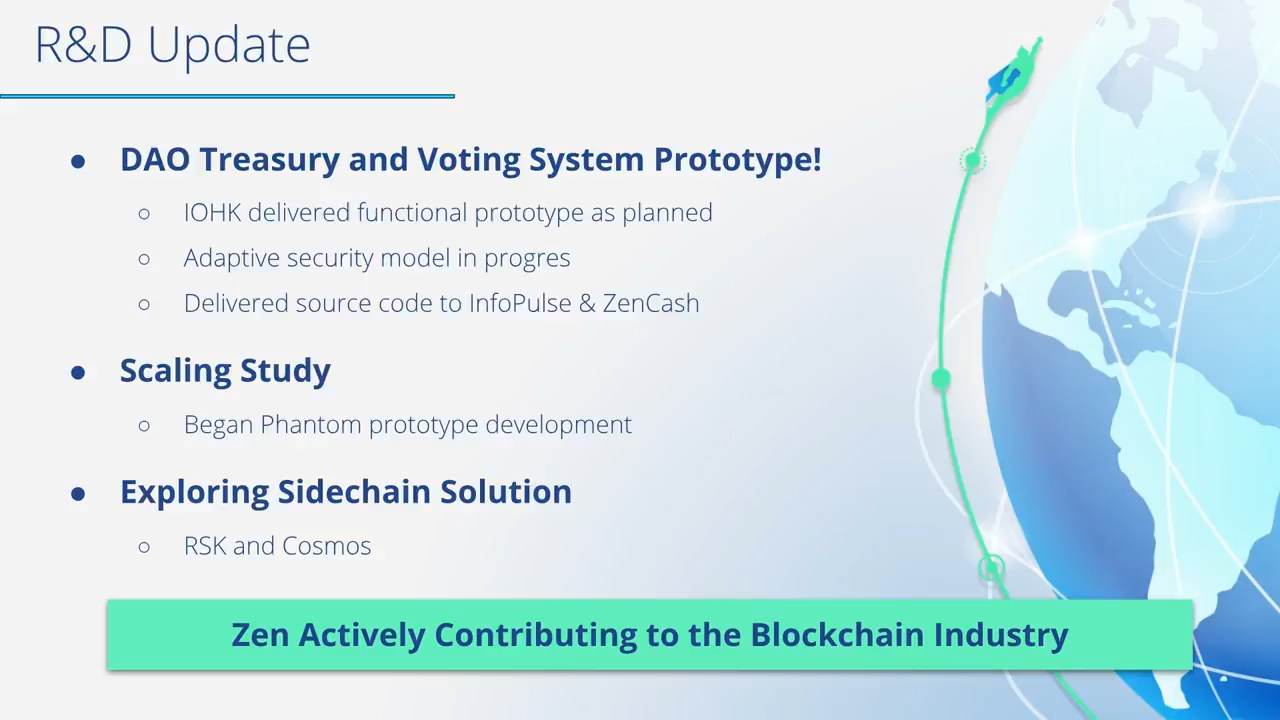 R&D Update
● DAO Treasury and Voting System Prototype!
○ IOHK delivered functional prototype as planned
○ Adaptive security model in progres
○ Delivered source code to InfoPulse & ZenCash
● Scaling Study
○ Began Phantom prototype development
● Exploring Sidechain Solution
○ RSK and Cosmos
Zen Actively Contributing to the Blockchain Industry